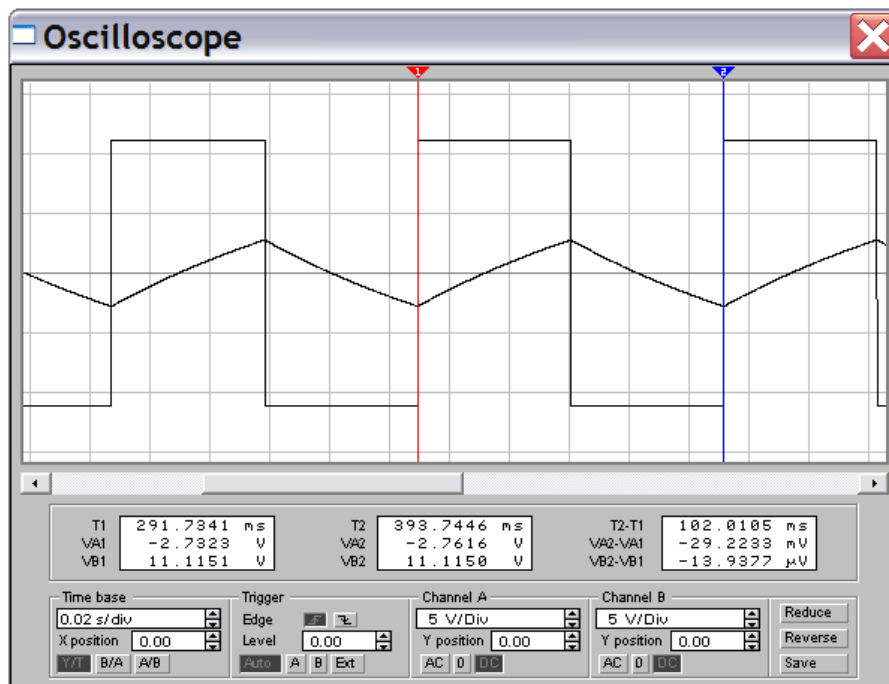 Oscilloscope
1 2
T1 291.7341 ms T2 393.7446 ms T2-T1 102.0105 ms
VA1 -2.7323 V VA2 -2.7616 V VA2-VA1 -29.2233 mV
VB1 11.1151 V VB2 11.1150 V VB2-VB1 -13.9377 µV
Time base Trigger Channel A Channel B
0.02 s/div Edge 5 V/Div 5 V/Div Reduce
X position 0.00 Level 0.00 Y position 0.00 Y position 0.00 Reverse
Y/T B/A A/B Auto A B Ext AC 0 DC AC 0 DC Save